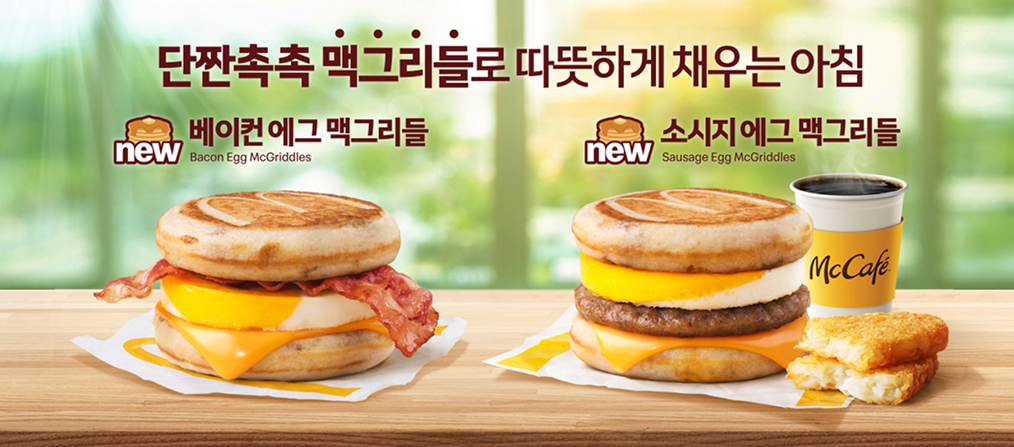 단짠촉촉 맥그리들로 따뜻하게 채우는 아침
new 베이컨 에그 맥그리들
Bacon Egg McGriddles
new 소시지 에그 맥그리들
Sausage Egg McGriddles
McCafé